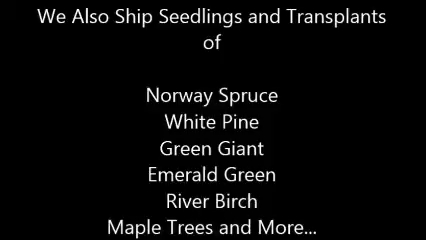 We Also Ship Seedlings and Transplants
of
Norway Spruce
White Pine
Green Giant
Emerald Green
River Birch
Maple Trees and More...